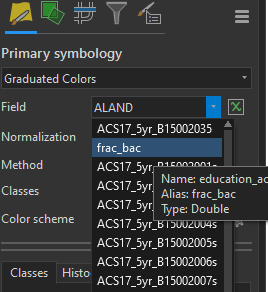 Primary symbology
Graduated Colors
Field ALAND
ACS17_5yr_B15002035
Normalization
frac_bac
Method
Name: education_ac
Alias: frac_bac
Classes
Type: Double
Color scheme
ACS17_5yr_B15002004s
ACS17_5yr_B15002005s
ACS17_5yr_B15002006s
Classes Histo
ACS17_5yr_B15002007s